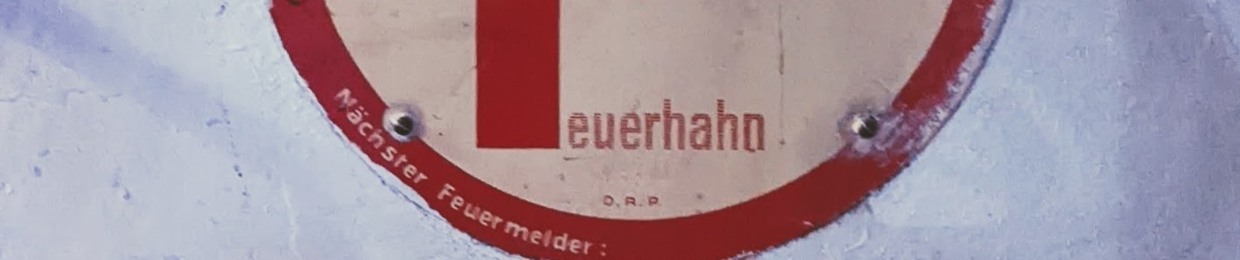 euerhahn
D.R.P.
Nächster Feuermelder: